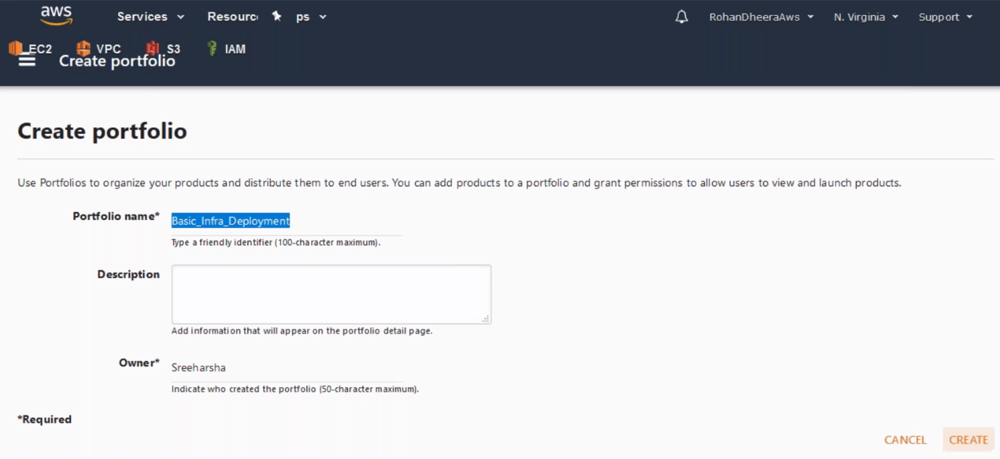 aws Services Resourc ps RohanDheeraAws N. Virginia Support
EC2 VPC S3 IAM
Create portfolio
Create portfolio
Use Portfolios to organize your products and distribute them to end users. You can add products to a portfolio and grant permissions to allow users to view and launch products.
Portfolio name* Basic_Infra_Deployment
Type a friendly identifier (100-character maximum).
Description
Add information that will appear on the portfolio detail page.
Owner* Sreeharsha
Indicate who created the portfolio (50-character maximum).
*Required
CANCEL CREATE